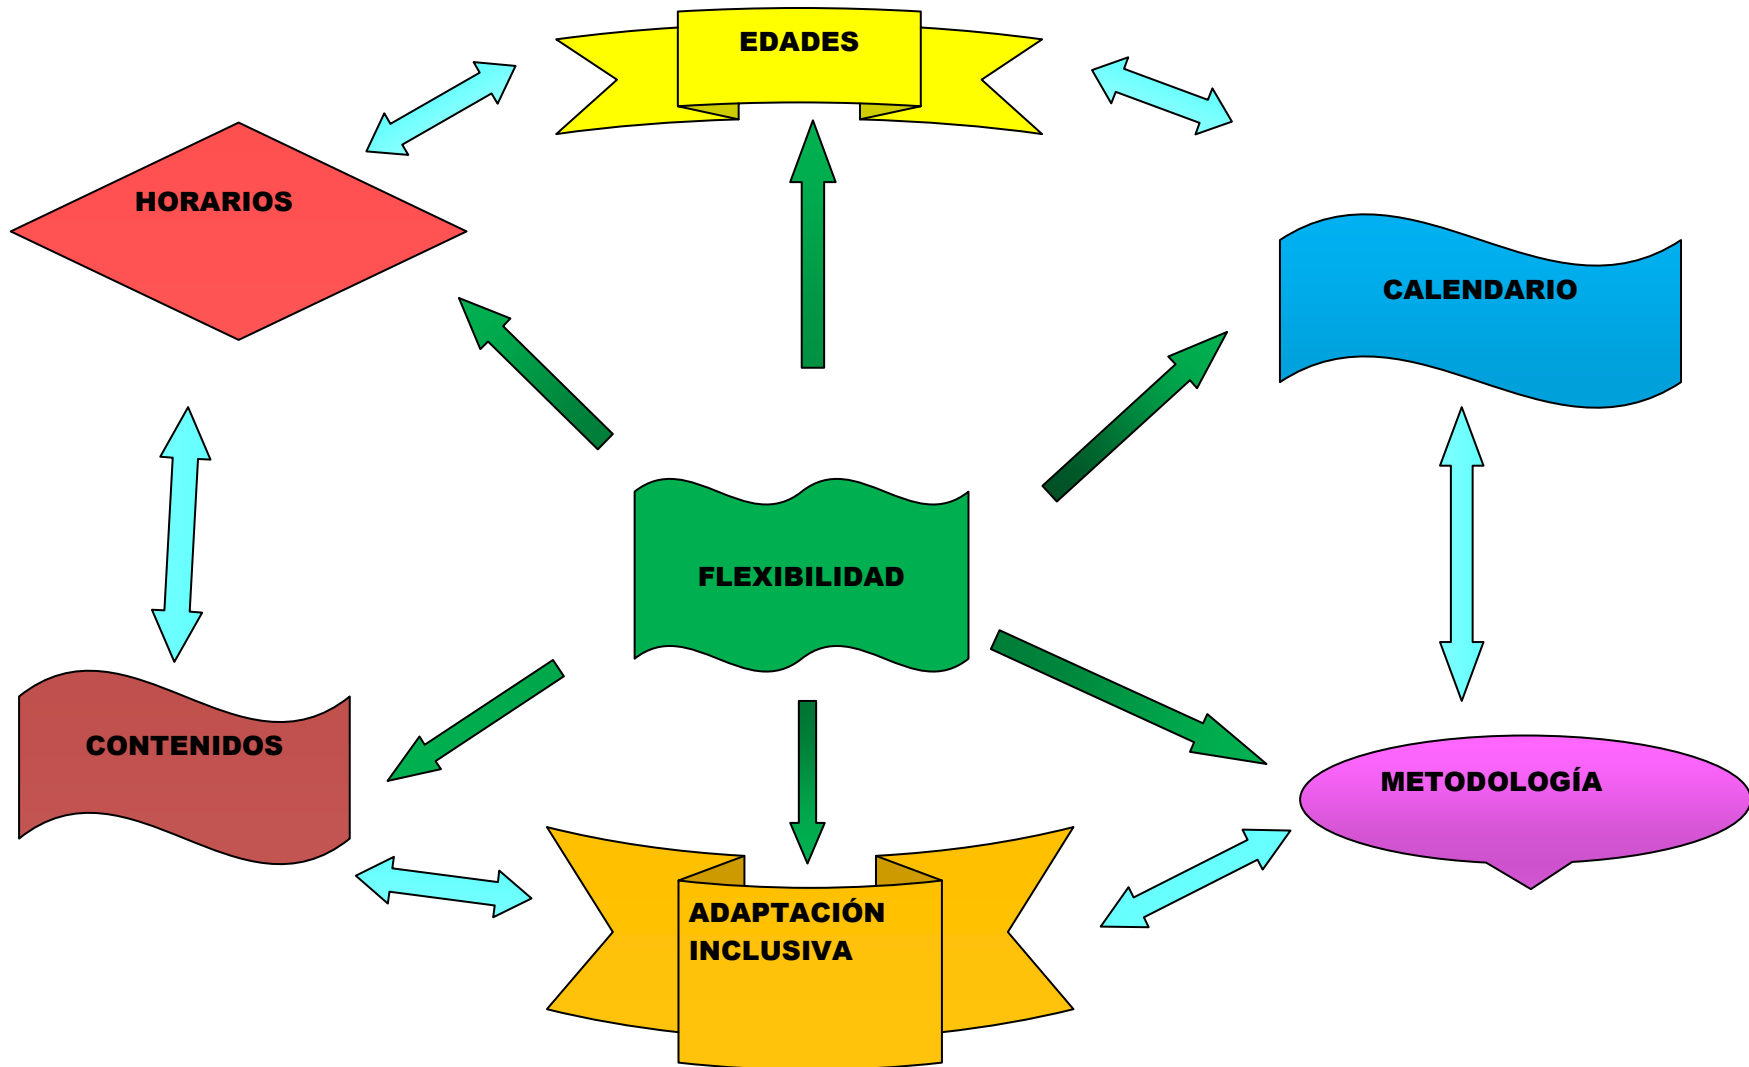 EDADES
HORARIOS
CALENDARIO
FLEXIBILIDAD
CONTENIDOS
METODOLOGÍA
ADAPTACIÓN
INCLUSIVA